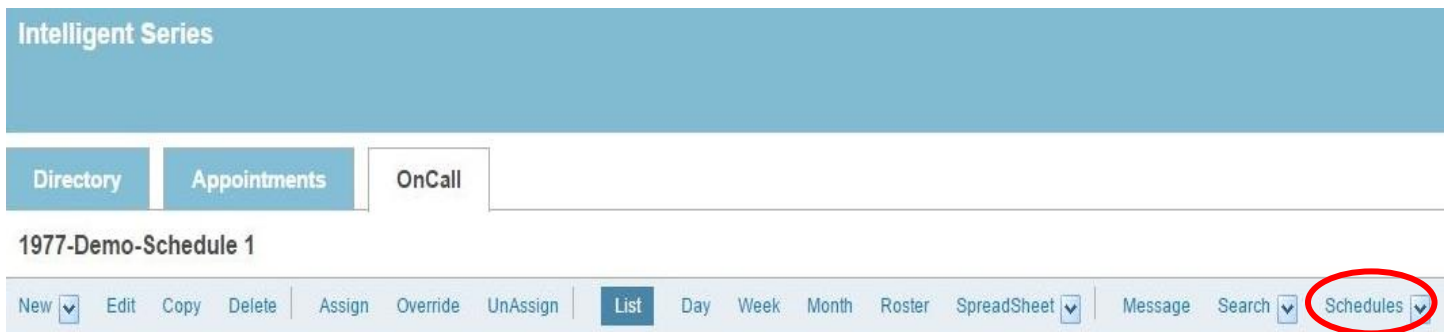 Intelligent Series
Directory Appointments OnCall
1977-Demo-Schedule 1
New Edit Copy Delete Assign Override UnAssign List Day Week Month Roster SpreadSheet Message Search Schedules